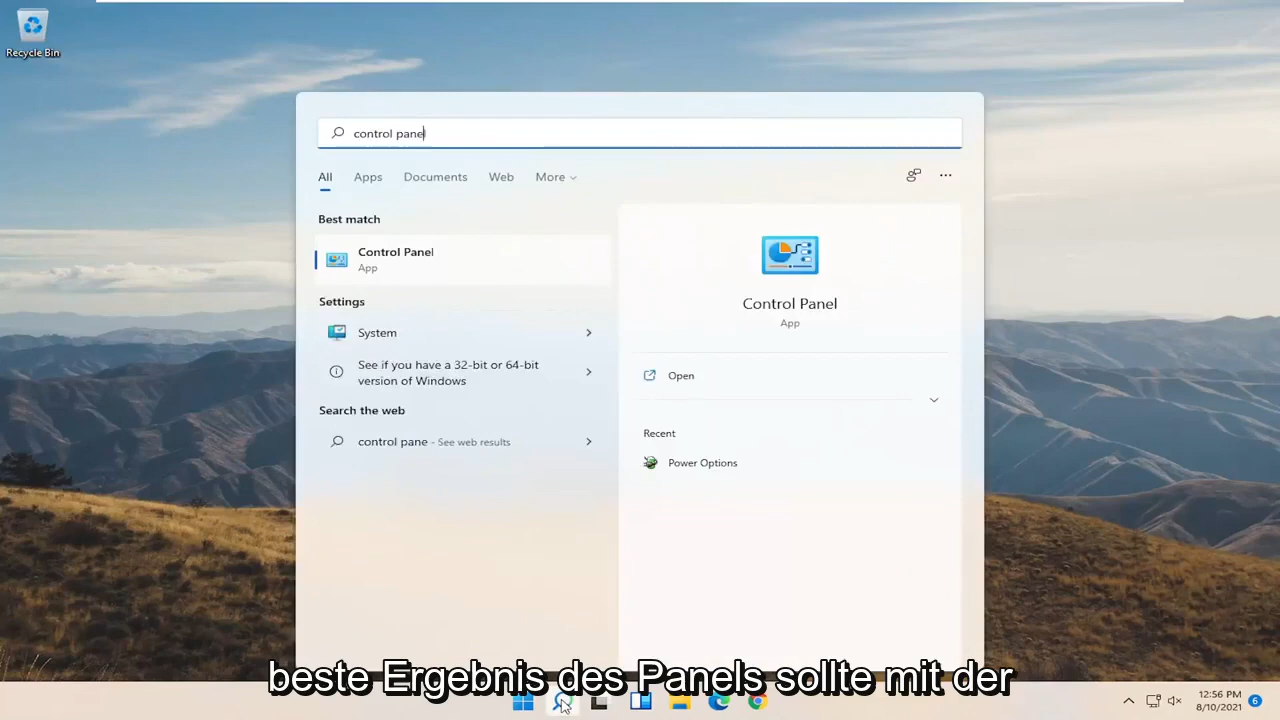 Recycle Bin
control pane
All Apps Documents Web More
Best match
Control Panel
App
Settings
System
See if you have a 32-bit or 64-bit
version of Windows
Search the web
control pane - See web results
Control Panel
App
Open
Recent
Power Options
beste Ergebnis des Panels sollte mit der
12:56 PM
8/10/2021
6